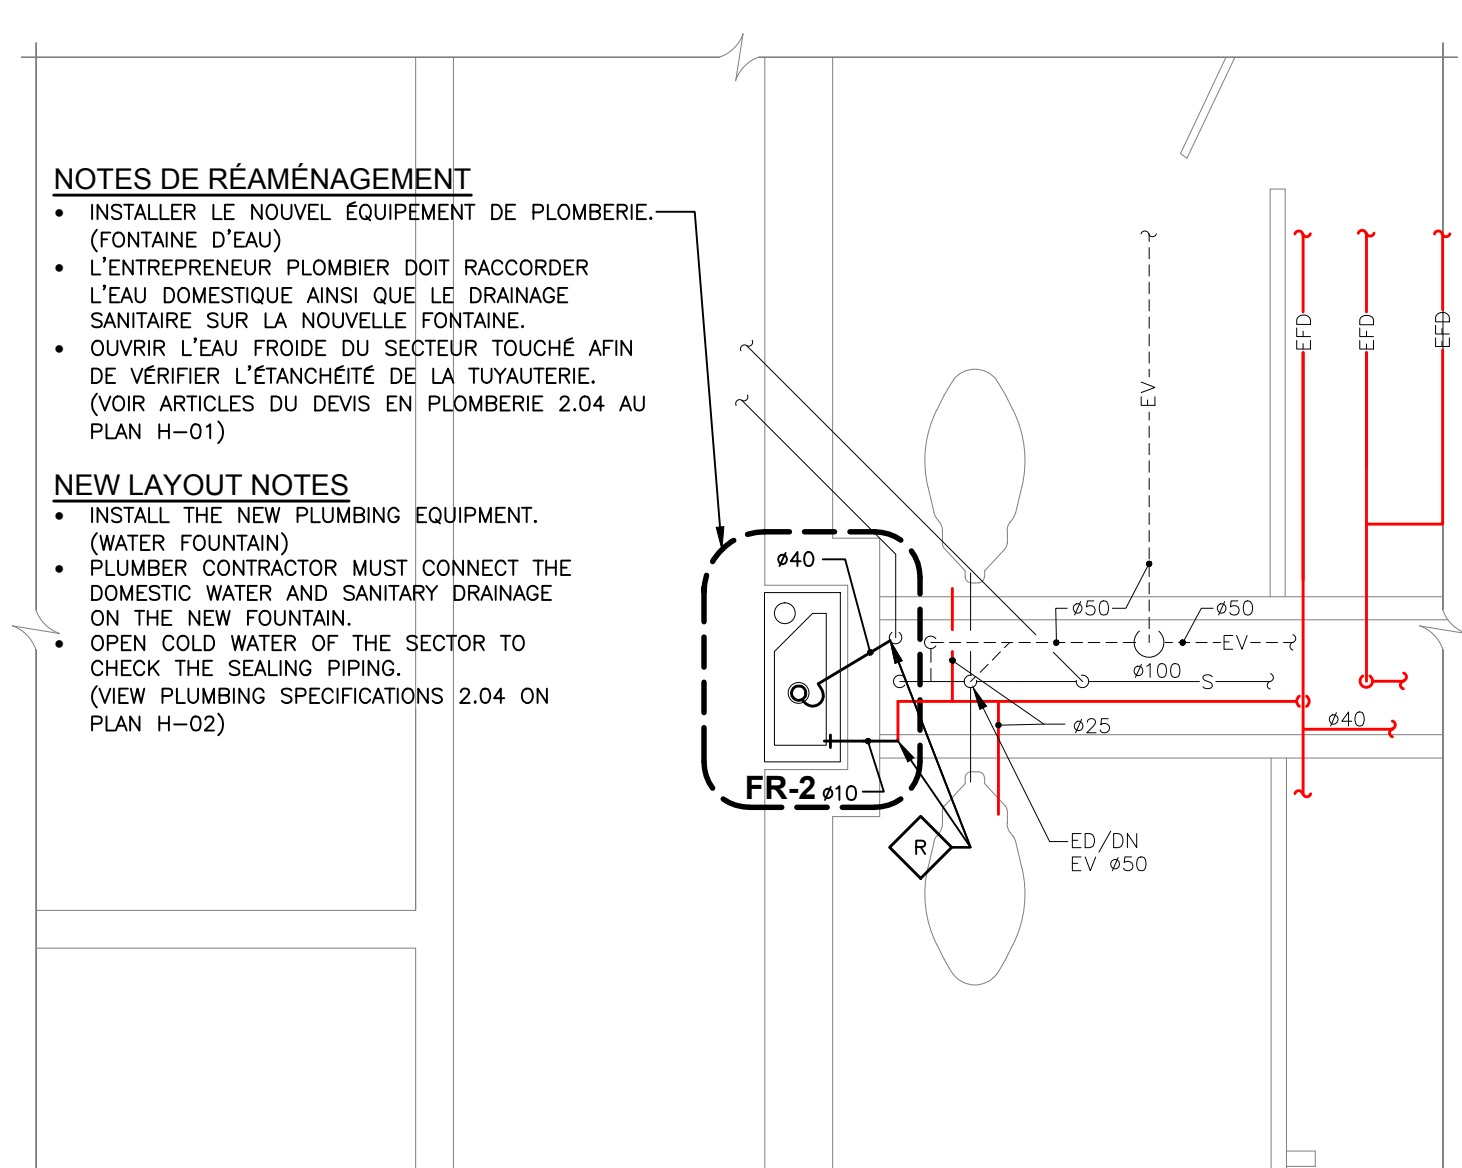 NOTES DE RÉAMÉNAGEMENT
• INSTALLER LE NOUVEL ÉQUIPEMENT DE PLOMBERIE.
(FONTAINE D'EAU)
• L'ENTREPRENEUR PLOMBIER DOIT RACCORDER
L'EAU DOMESTIQUE AINSI QUE LE DRAINAGE
SANITAIRE SUR LA NOUVELLE FONTAINE.
• OUVRIR L'EAU FROIDE DU SECTEUR TOUCHÉ AFIN
DE VÉRIFIER L'ÉTANCHÉITÉ DE LA TUYAUTERIE.
(VOIR ARTICLES DU DEVIS EN PLOMBERIE 2.04 AU
PLAN H-01)
NEW LAYOUT NOTES
• INSTALL THE NEW PLUMBING EQUIPMENT.
(WATER FOUNTAIN)
• PLUMBER CONTRACTOR MUST CONNECT THE
DOMESTIC WATER AND SANITARY DRAINAGE
ON THE NEW FOUNTAIN.
• OPEN COLD WATER OF THE SECTOR TO
CHECK THE SEALING PIPING.
(VIEW PLUMBING SPECIFICATIONS 2.04 ON
PLAN H-02)
EFD
EFD
EFD
EV
ø40
ø50
ø50
EV
ø100
S
ø25
ø40
FR-2
ø10
R
ED/DN
EV ø50